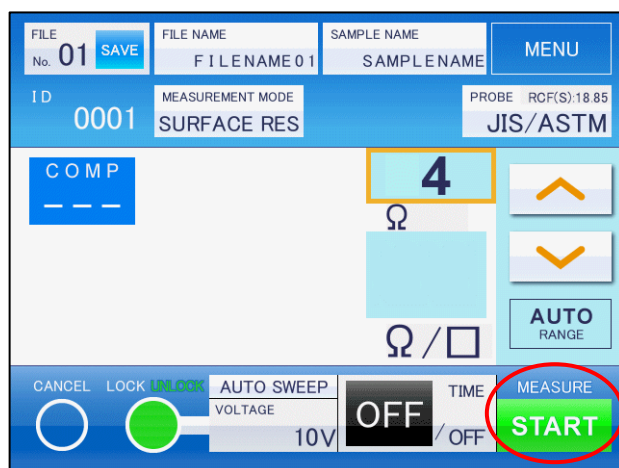 FILE
No. 01 SAVE
FILE NAME
FILENAME01
SAMPLE NAME
SAMPLENAME
MENU
ID
0001
MEASUREMENT MODE
SURFACE RES
PROBE RCF(S):18.85
JIS/ASTM
COMP
– – –
4
Ω
Ω/□
AUTO
RANGE
CANCEL LOCK UNLOOK
AUTO SWEEP
VOLTAGE
10V
OFF
TIME
/OFF
MEASURE
START